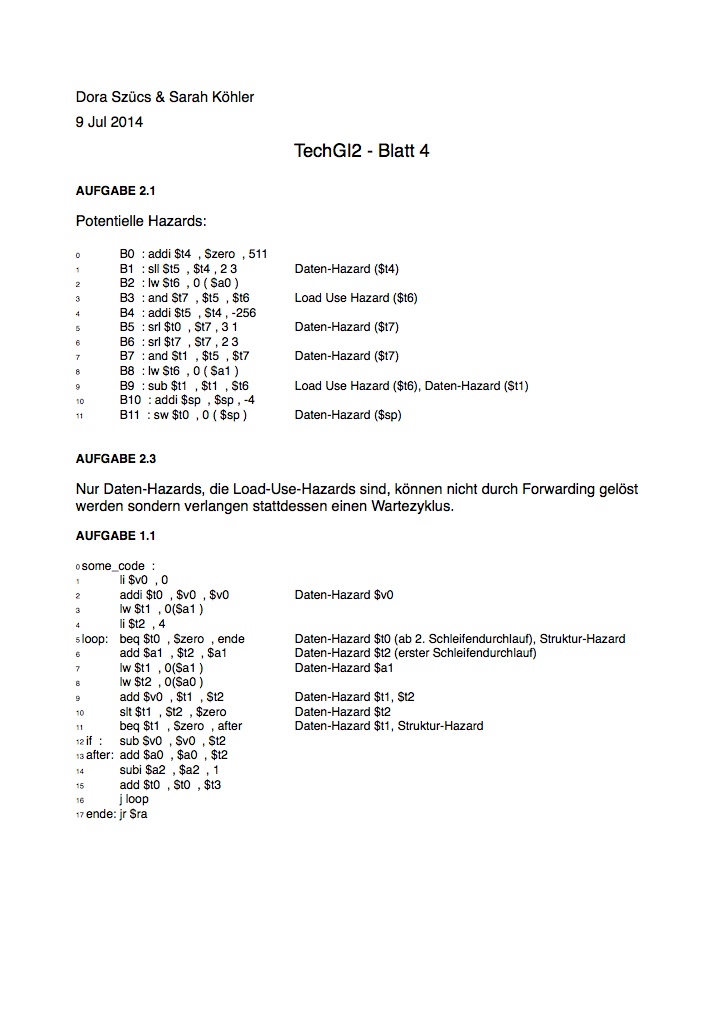 Dora Szücs & Sarah Köhler
9 Jul 2014
TechGI2 - Blatt 4
AUFGABE 2.1
Potentielle Hazards:
0 B0 : addi $t4 , $zero , 511
1 B1 : sll $t5 , $t4 , 2 3 Daten-Hazard ($t4)
2 B2 : lw $t6 , 0 ( $a0 )
3 B3 : and $t7 , $t5 , $t6 Load Use Hazard ($t6)
4 B4 : addi $t5 , $t4 , -256
5 B5 : srl $t0 , $t7 , 3 1 Daten-Hazard ($t7)
6 B6 : srl $t7 , $t7 , 2 3
7 B7 : and $t1 , $t5 , $t7 Daten-Hazard ($t7)
8 B8 : lw $t6 , 0 ( $a1 )
9 B9 : sub $t1 , $t1 , $t6 Load Use Hazard ($t6), Daten-Hazard ($t1)
10 B10 : addi $sp , $sp , -4
11 B11 : sw $t0 , 0 ( $sp ) Daten-Hazard ($sp)
AUFGABE 2.3
Nur Daten-Hazards, die Load-Use-Hazards sind, können nicht durch Forwarding gelöst
werden sondern verlangen stattdessen einen Wartezyklus.
AUFGABE 1.1
0 some_code :
1 li $v0 , 0
2 addi $t0 , $v0 , $v0 Daten-Hazard $v0
3 lw $t1 , 0($a1 )
4 li $t2 , 4
5 loop: beq $t0 , $zero , ende Daten-Hazard $t0 (ab 2. Schleifendurchlauf), Struktur-Hazard
6 add $a1 , $t2 , $a1 Daten-Hazard $t2 (erster Schleifendurchlauf)
7 lw $t1 , 0($a1 ) Daten-Hazard $a1
8 lw $t2 , 0($a0 )
9 add $v0 , $t1 , $t2 Daten-Hazard $t1, $t2
10 slt $t1 , $t2 , $zero Daten-Hazard $t2
11 beq $t1 , $zero , after Daten-Hazard $t1, Struktur-Hazard
12 if : sub $v0 , $v0 , $t2
13 after: add $a0 , $a0 , $t2
14 subi $a2 , $a2 , 1
15 add $t0 , $t0 , $t3
16 j loop
17 ende: jr $ra